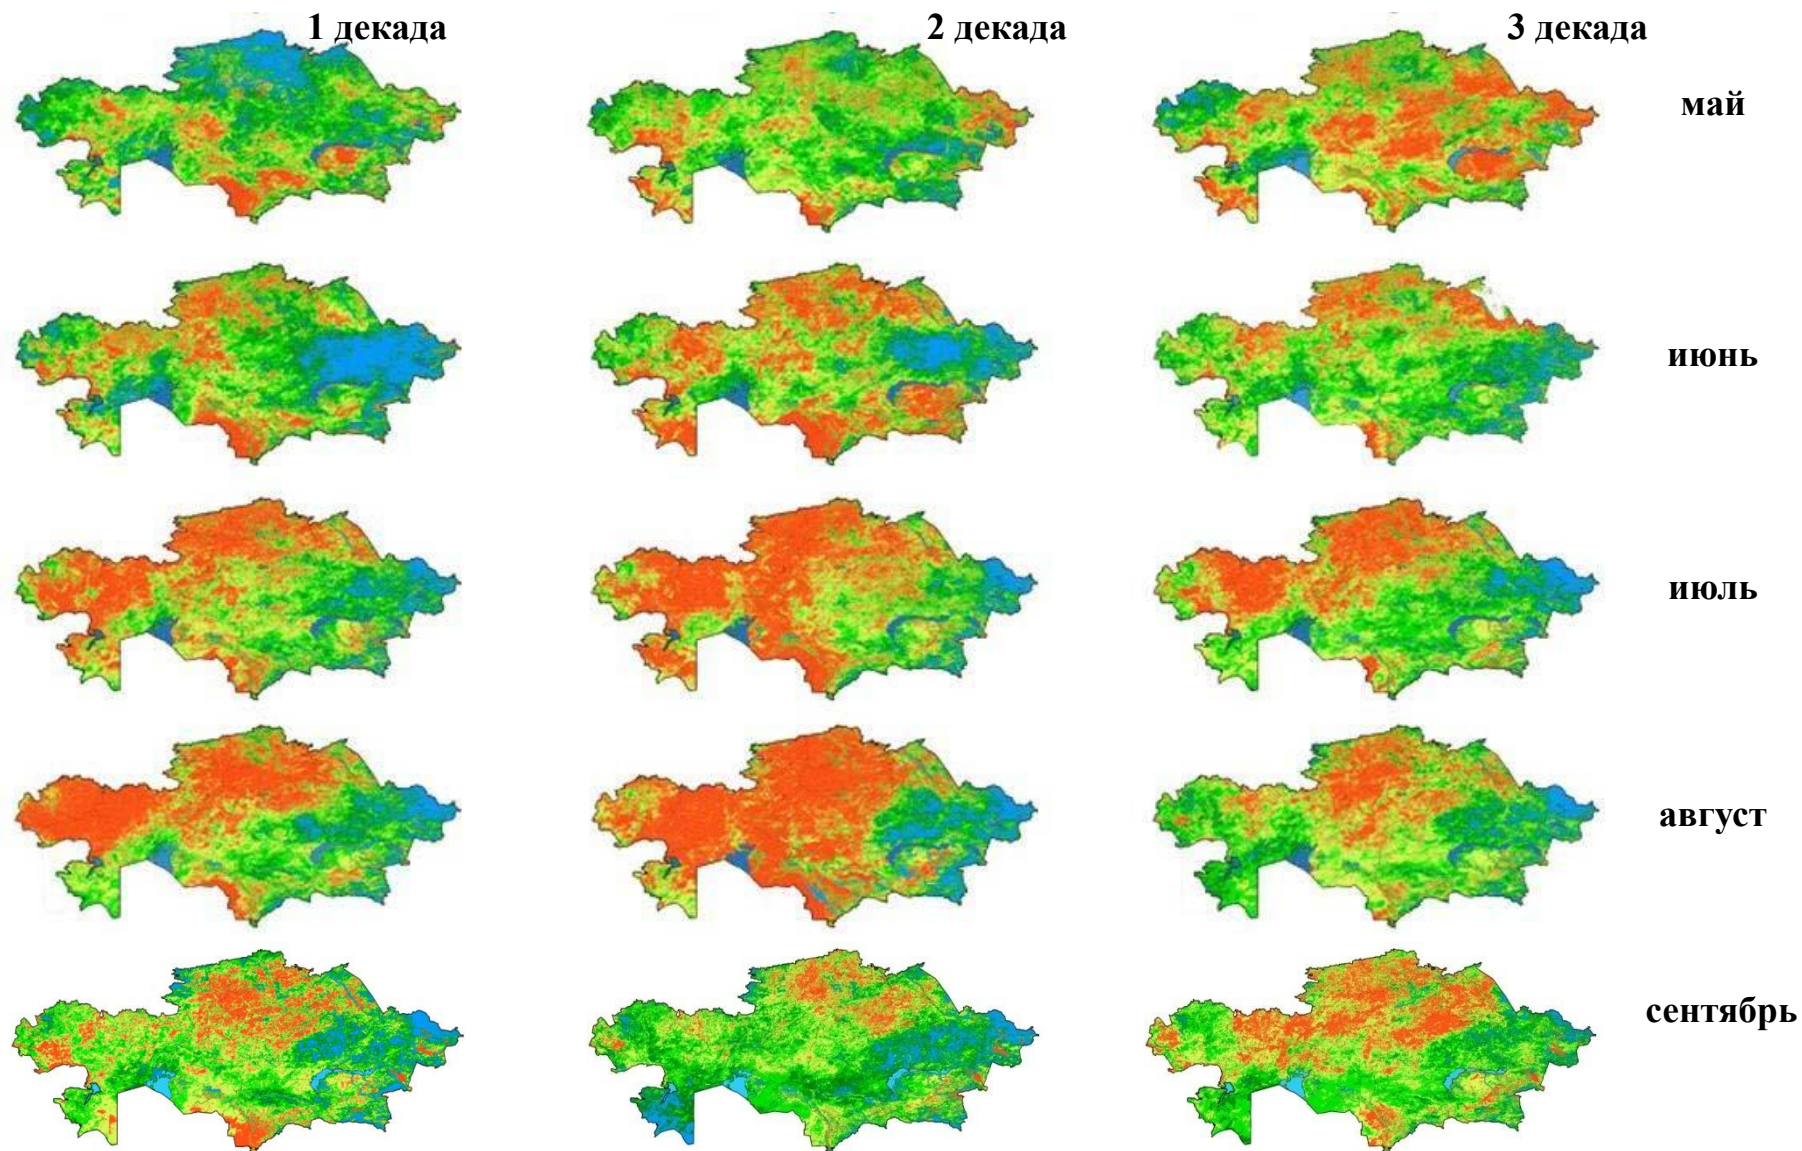 1 декада
2 декада
3 декада
май
июнь
июль
август
сентябрь